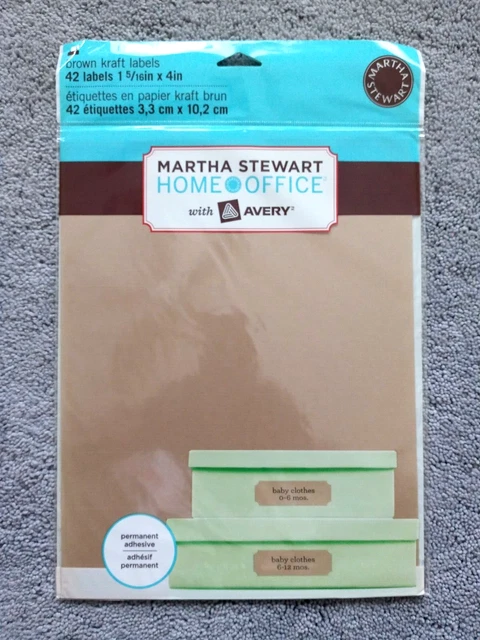 brown kraft labels
42 labels 1 5/16in x 4in
étiquettes en papier kraft brun
42 étiquettes 3,3 cm x 10,2 cm
MARTHA STEWART
MARTHA STEWART
HOME OFFICE
with AVERY
baby clothes
0-6 mos.
permanent
adhesive
adhésif
permanent
baby clothes
6-12 mos.